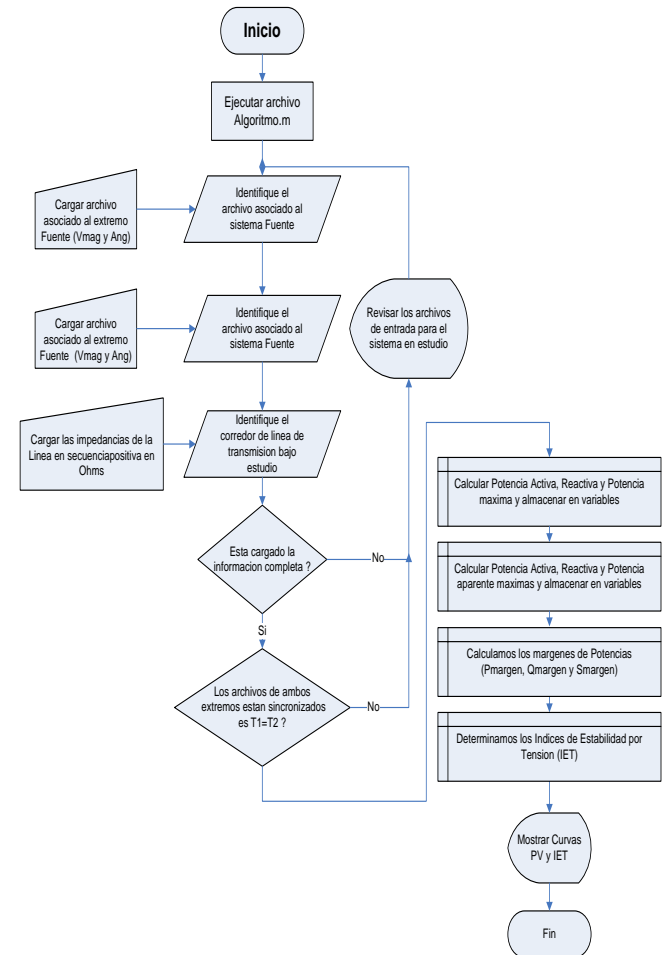 Inicio
Ejecutar archivo
Algoritmo.m
Cargar archivo
asociado al extremo
Fuente (Vmag y Ang)
Identifique el
archivo asociado al
sistema Fuente
Cargar archivo
asociado al extremo
Fuente (Vmag y Ang)
Identifique el
archivo asociado al
sistema Fuente
Revisar los archivos
de entrada para el
sistema en estudio
Cargar las impedancias de la
Linea en secuenciapositiva en
Ohms
Identifique el
corredor de linea de
transmision bajo
estudio
Esta cargado la
informacion completa ?
No
Si
Los archivos de ambos
extremos estan sincronizados
es T1=T2 ?
No
Calcular Potencia Activa, Reactiva y Potencia
maxima y almacenar en variables
Calcular Potencia Activa, Reactiva y Potencia
aparente maximas y almacenar en variables
Calculamos los margenes de Potencias
(Pmargen, Qmargen y Smargen)
Determinamos los Indices de Estabilidad por
Tension (IET)
Mostrar Curvas
PV y IET
Fin